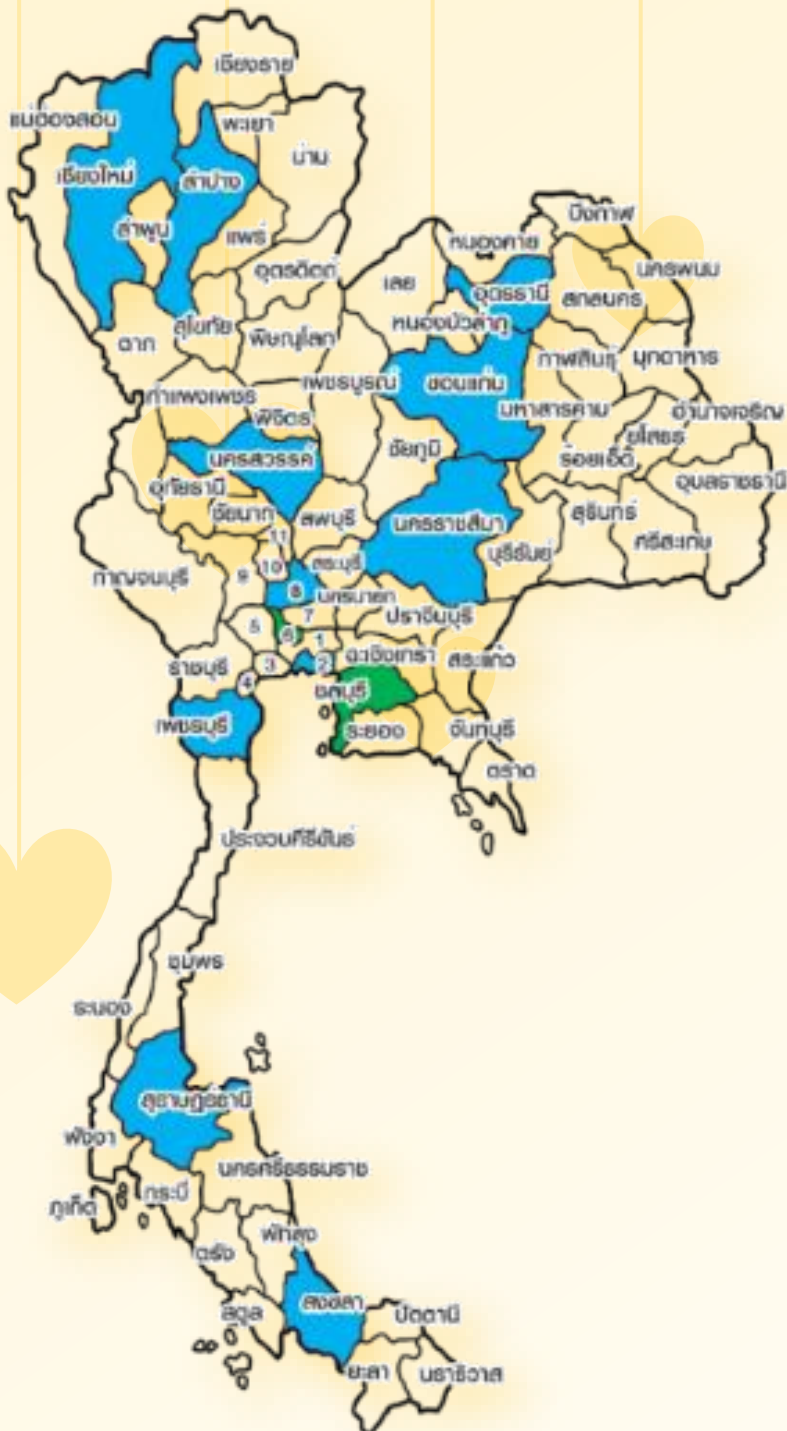 เชียงราย
แม่ฮ่องสอน
พะเยา
น่าน
เชียงใหม่
ลำปาง
ลำพูน
แพร่
บึงกาฬ
หนองคาย
อุตรดิตถ์
เลย
นครพนม
อุดรธานี
สกลนคร
ตาก
สุโขทัย
พิษณุโลก
หนองบัวลำภู
กาฬสินธุ์
มุกดาหาร
กำแพงเพชร
เพชรบูรณ์
ขอนแก่น
มหาสารคาม
อำนาจเจริญ
พิจิตร
ยโสธร
ชัยภูมิ
ร้อยเอ็ด
นครสวรรค์
อุบลราชธานี
อุทัยธานี
ชัยนาท
ลพบุรี
นครราชสีมา
สุรินทร์
11
บุรีรัมย์
ศรีสะเกษ
กาญจนบุรี
9
10
สระบุรี
8
นครนายก
5
7
ปราจีนบุรี
6
1
ราชบุรี
3
2
ฉะเชิงเทรา
สระแก้ว
4
ชลบุรี
เพชรบุรี
ระยอง
จันทบุรี
ตราด
ประจวบคีรีขันธ์
ชุมพร
ระนอง
สุราษฎร์ธานี
พังงา
นครศรีธรรมราช
ภูเก็ต
กระบี่
ตรัง
พัทลุง
สตูล
สงขลา
ปัตตานี
ยะลา
นราธิวาส